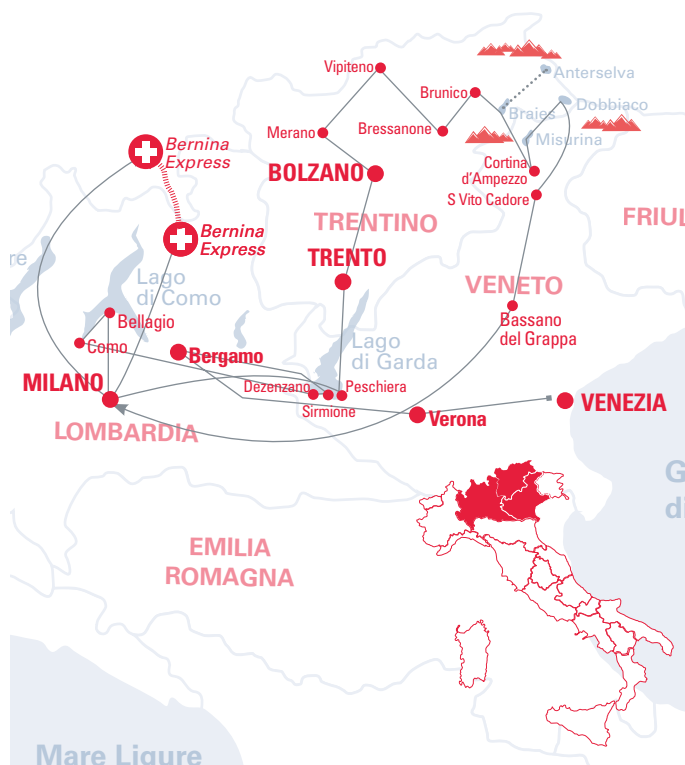 Vipiteno
Anterselva
Brunico
Dobbiaco
Braies
Merano
Bressanone
Misurina
Bernina
Express
Cortina
d'Ampezzo
BOLZANO
S Vito Cadore
TRENTINO
FRIUL
Bernina
Express
TRENTO
re
Lago
di Como
VENETO
Bellagio
Bassano
del Grappa
Como
Lago
di Garda
Bergamo
MILANO
Dezenzano
Peschiera
Sirmione
Verona
VENEZIA
LOMBARDIA
G
di
EMILIA
ROMAGNA
Mare Ligure